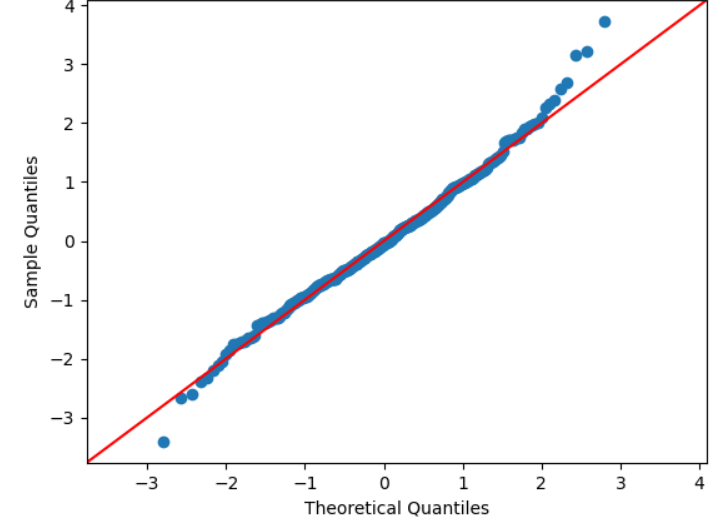 4
3
2
1
0
−1
−2
−3
Sample Quantiles
−3 −2 −1 0 1 2 3 4
Theoretical Quantiles